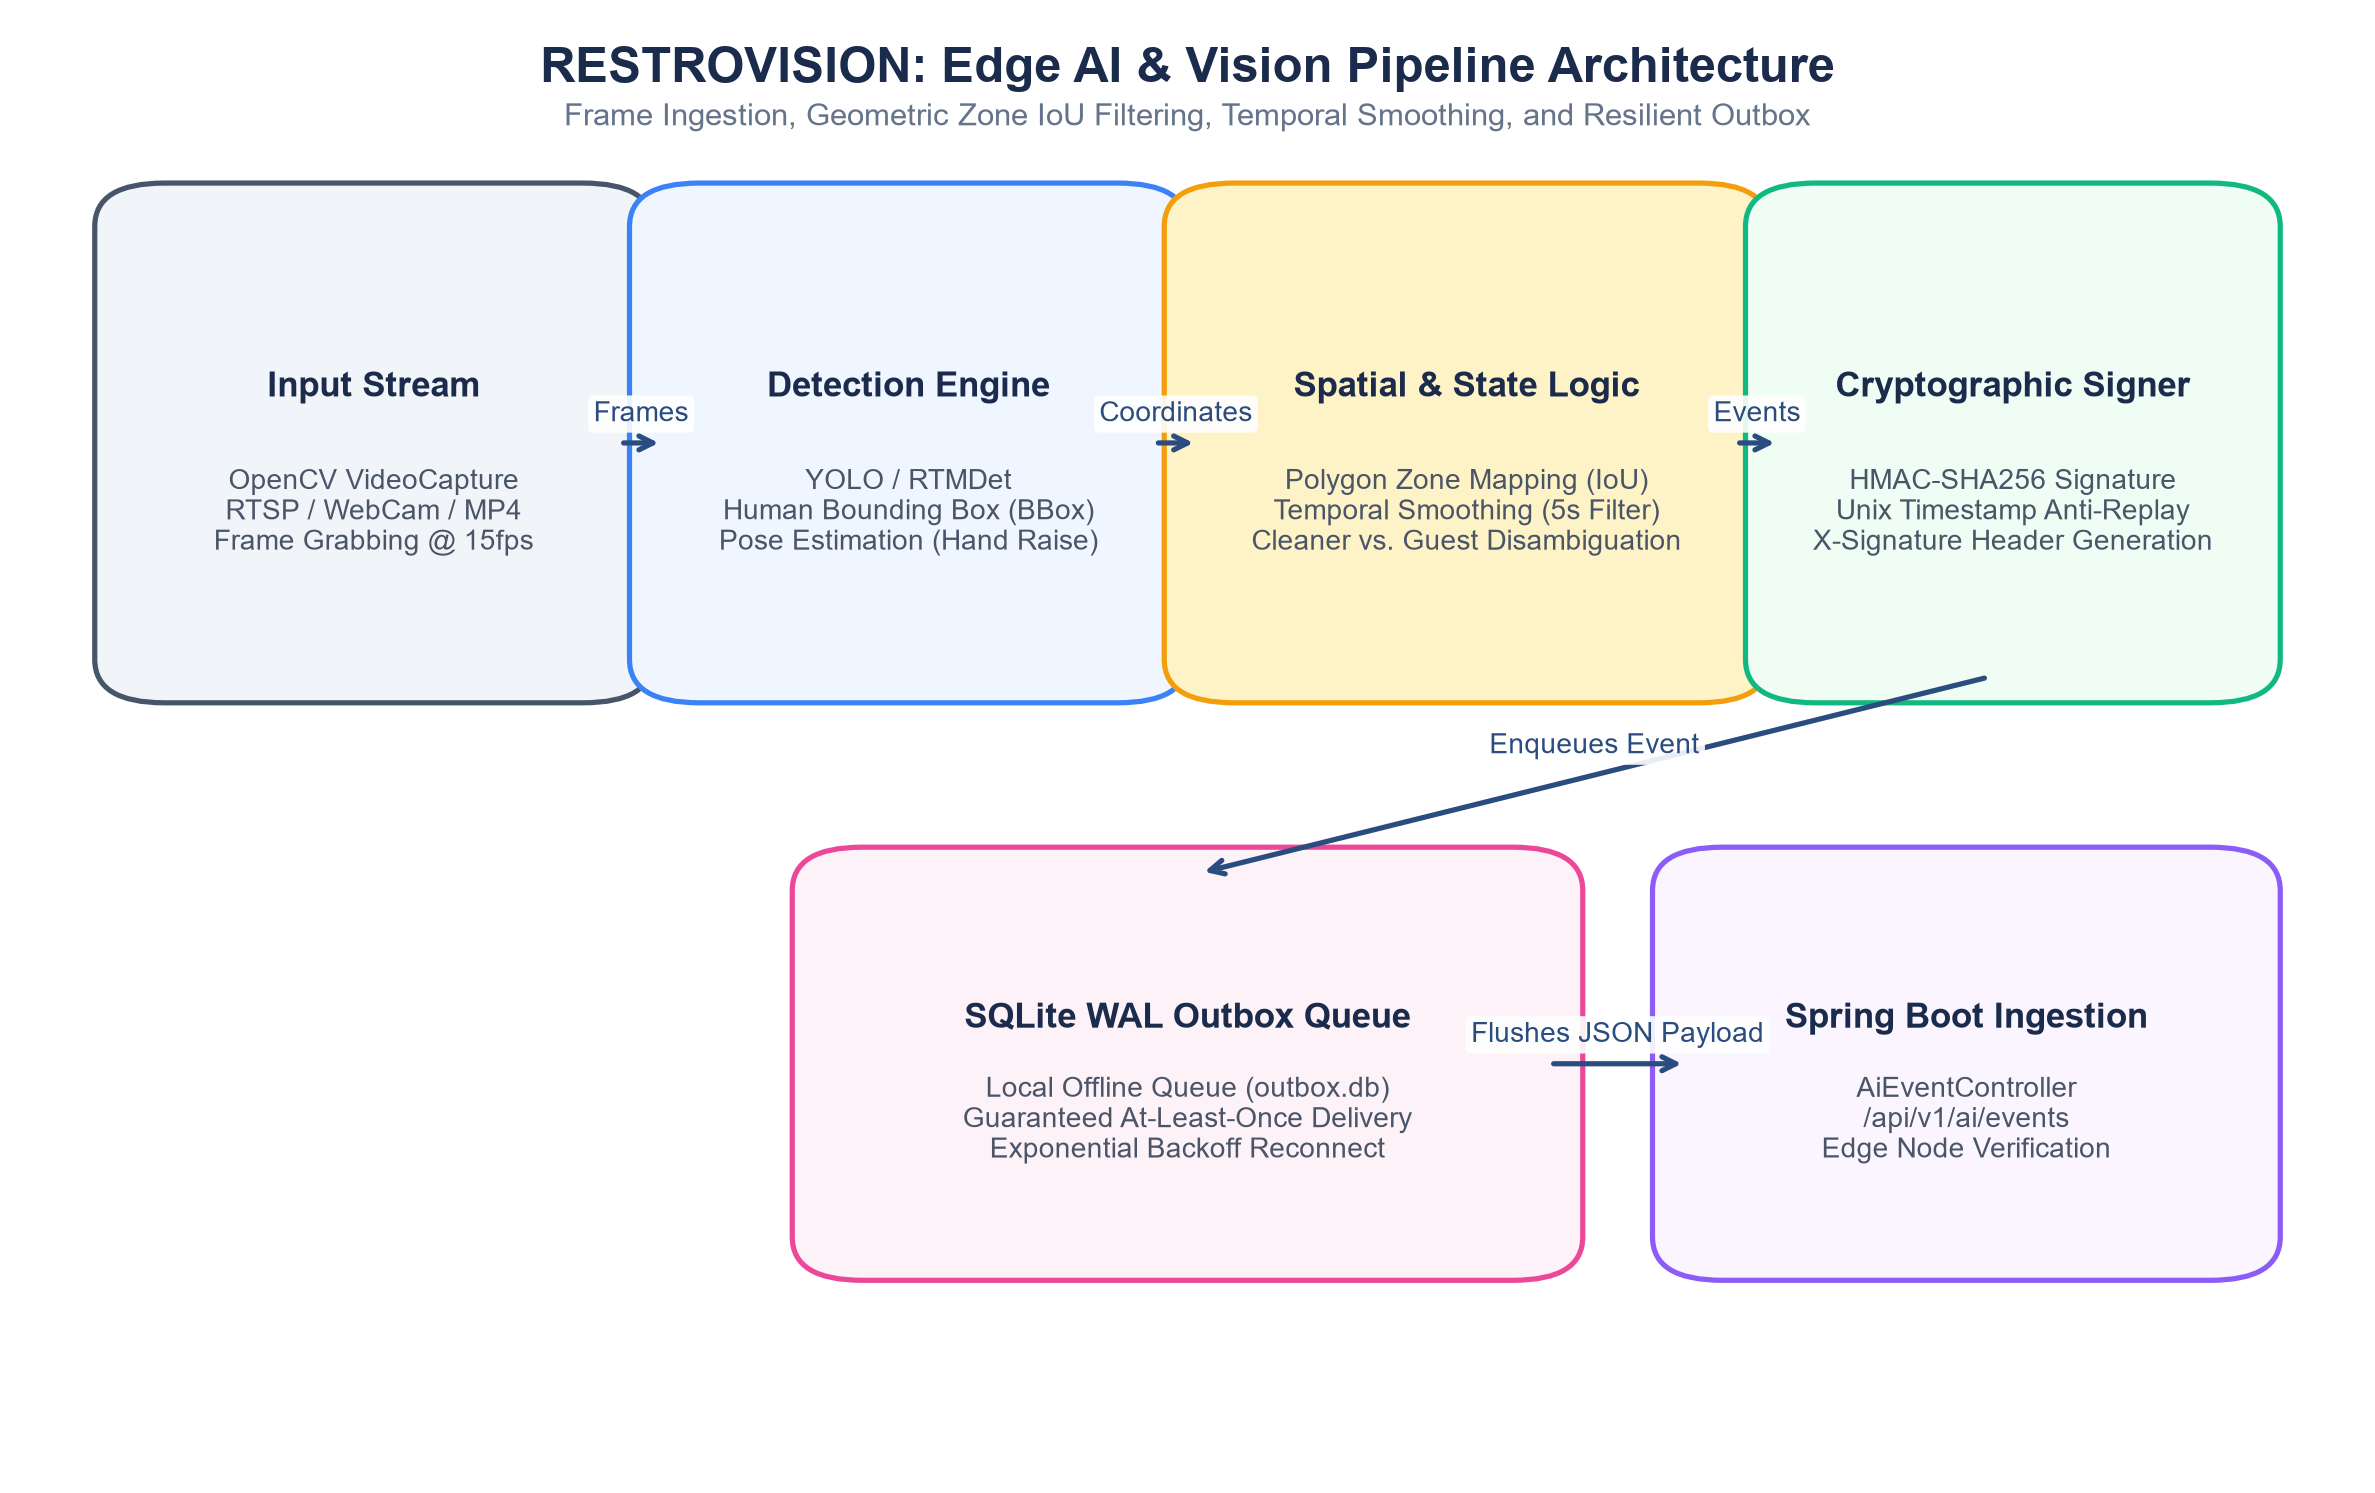 RESTROVISION: Edge AI & Vision Pipeline Architecture
Frame Ingestion, Geometric Zone IoU Filtering, Temporal Smoothing, and Resilient Outbox
Input Stream
OpenCV VideoCapture
RTSP / WebCam / MP4
Frame Grabbing @ 15fps
Frames
Detection Engine
YOLO / RTMDet
Human Bounding Box (BBox)
Pose Estimation (Hand Raise)
Coordinates
Spatial & State Logic
Polygon Zone Mapping (IoU)
Temporal Smoothing (5s Filter)
Cleaner vs. Guest Disambiguation
Events
Cryptographic Signer
HMAC-SHA256 Signature
Unix Timestamp Anti-Replay
X-Signature Header Generation
Enqueues Event
SQLite WAL Outbox Queue
Local Offline Queue (outbox.db)
Guaranteed At-Least-Once Delivery
Exponential Backoff Reconnect
Flushes JSON Payload
Spring Boot Ingestion
AiEventController
/api/v1/ai/events
Edge Node Verification